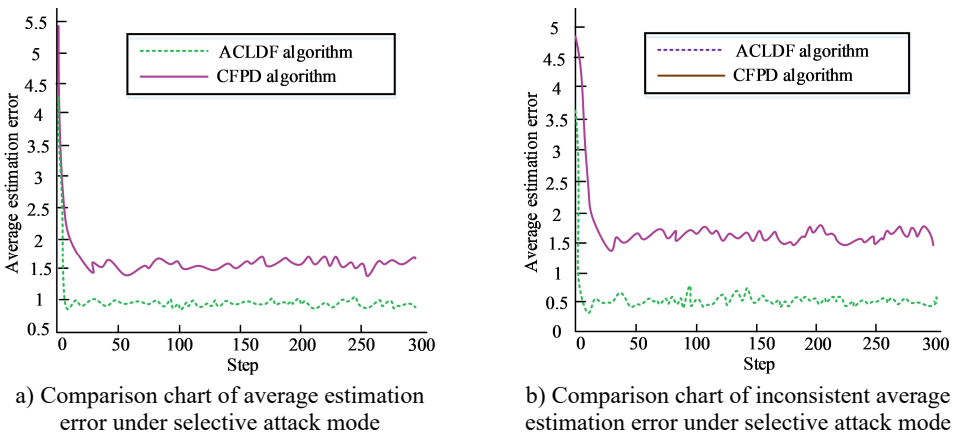 5.5
5
4.5
4
3.5
3
2.5
2
1.5
1
0.5
Average estimation error
ACLDF algorithm
CFPD algorithm
0 50 100 150 200 250 300
Step
a) Comparison chart of average estimation
error under selective attack mode
5
4.5
4
3.5
3
2.5
2
1.5
1
0.5
0
Average estimation error
ACLDF algorithm
CFPD algorithm
0 50 100 150 200 250 300
Step
b) Comparison chart of inconsistent average
estimation error under selective attack mode